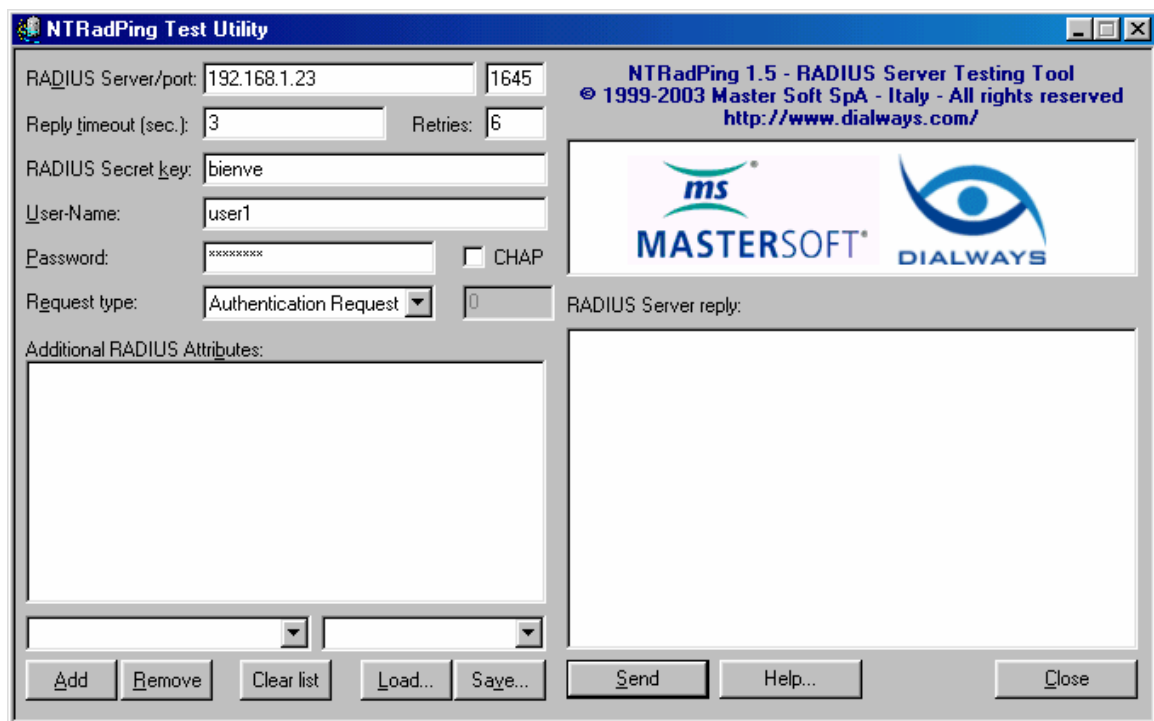 NTRadPing Test Utility
RADIUS Server/port: 192.168.1.23 1645
Reply timeout (sec.): 3 Retries: 6
RADIUS Secret key: bienve
User-Name: user1
Password: ******** CHAP
Request type: Authentication Request 0
Additional RADIUS Attributes:
Add Remove Clear list Load... Save...
NTRadPing 1.5 - RADIUS Server Testing Tool
© 1999-2003 Master Soft SpA - Italy - All rights reserved
http://www.dialways.com/
ms
MASTERSOFT®
DIALWAYS
RADIUS Server reply:
Send Help... Close